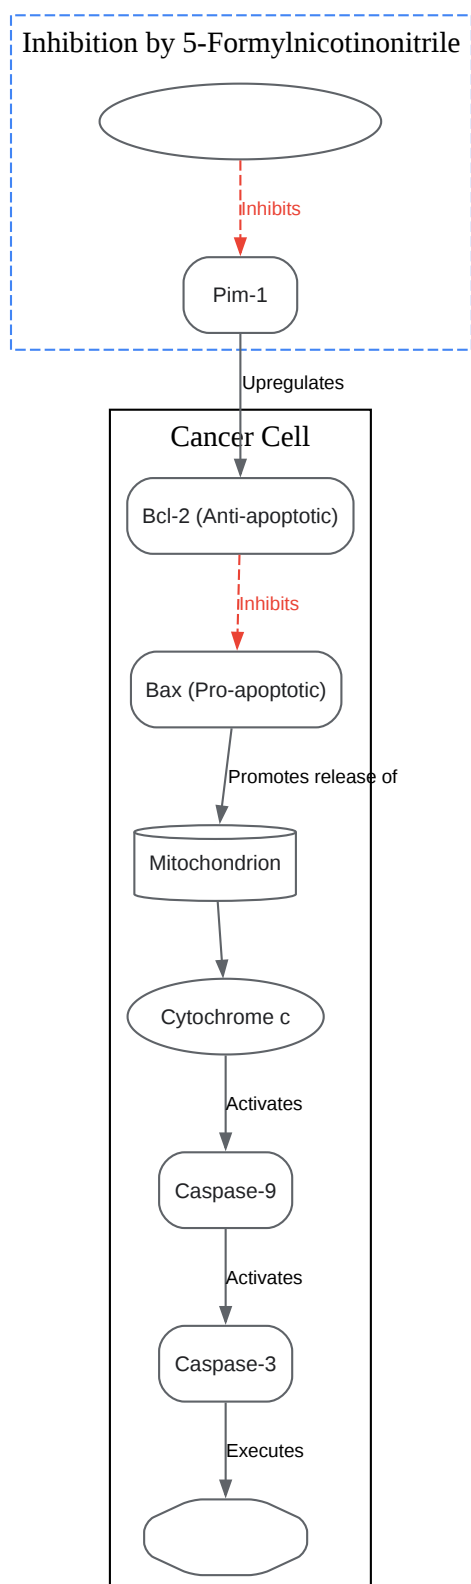 Inhibition by 5-Formylnicotinonitrile
Inhibits
Pim-1
Upregulates
Cancer Cell
Bcl-2 (Anti-apoptotic)
Inhibits
Bax (Pro-apoptotic)
Promotes release of
Mitochondrion
Cytochrome c
Activates
Caspase-9
Activates
Caspase-3
Executes